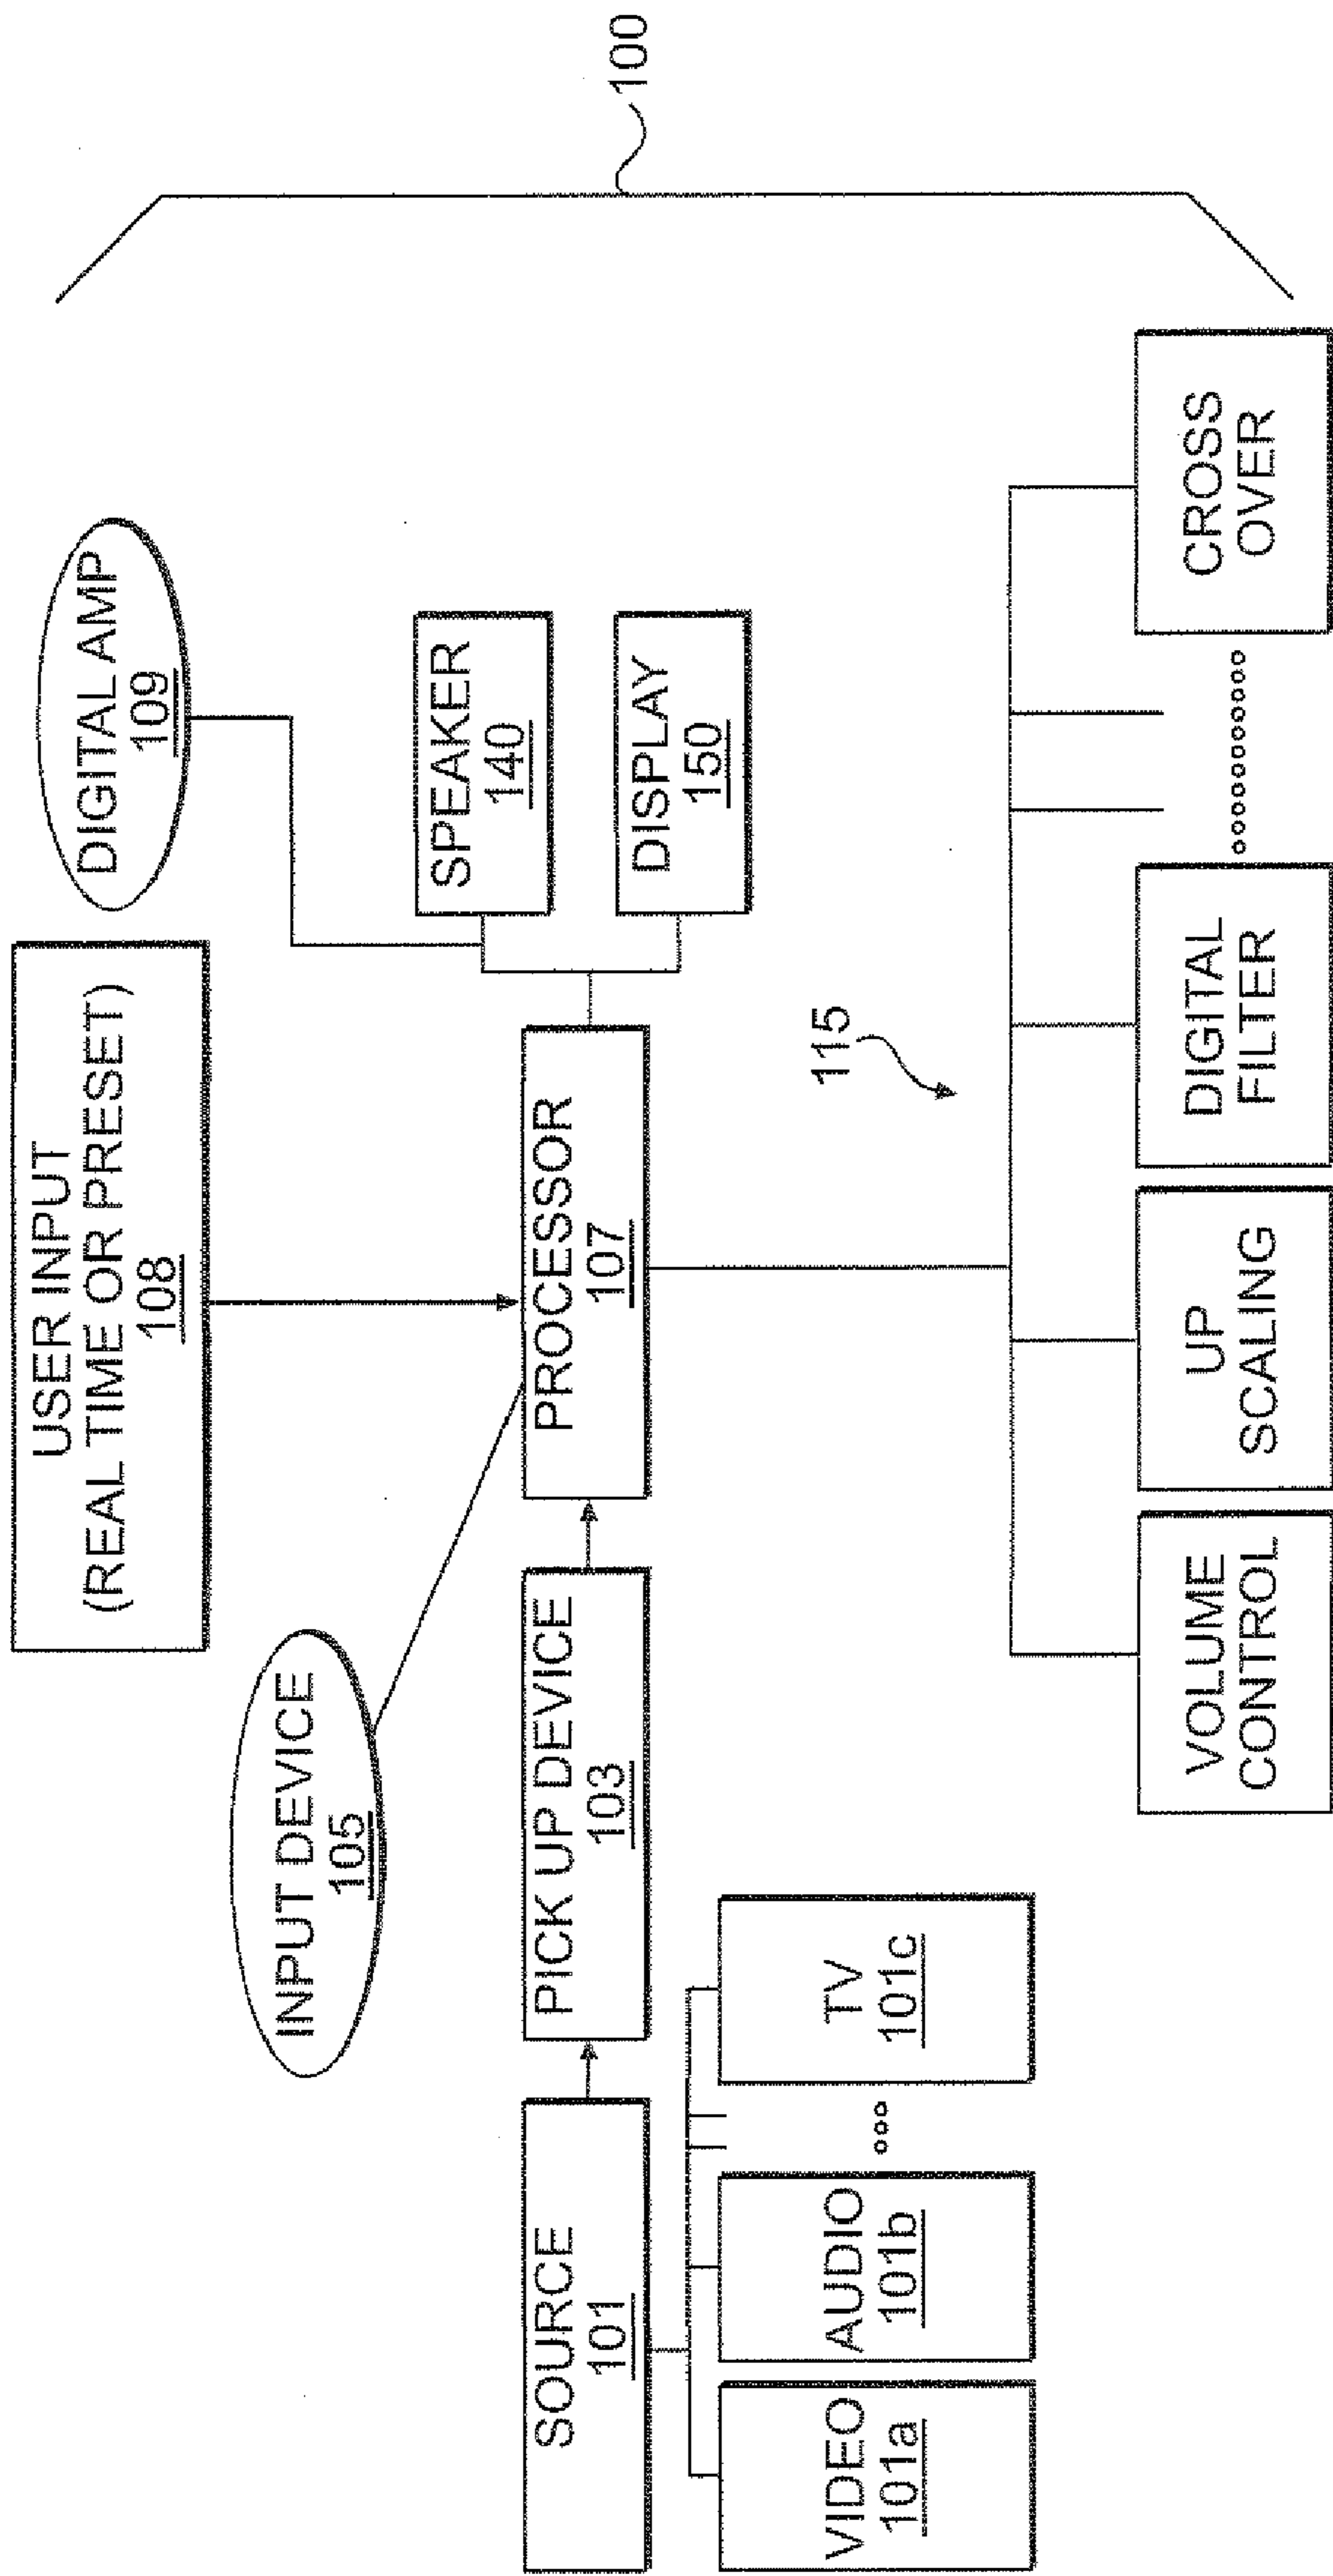 USER INPUT
(REAL TIME OR PRESET)
108
DIGITAL AMP
109
INPUT DEVICE
105
SPEAKER
140
DISPLAY
150
SOURCE
101
PICK UP DEVICE
103
PROCESSOR
107
100
115
VIDEO
101a
AUDIO
101b
TV
101c
VOLUME
CONTROL
UP
SCALING
DIGITAL
FILTER
CROSS
OVER